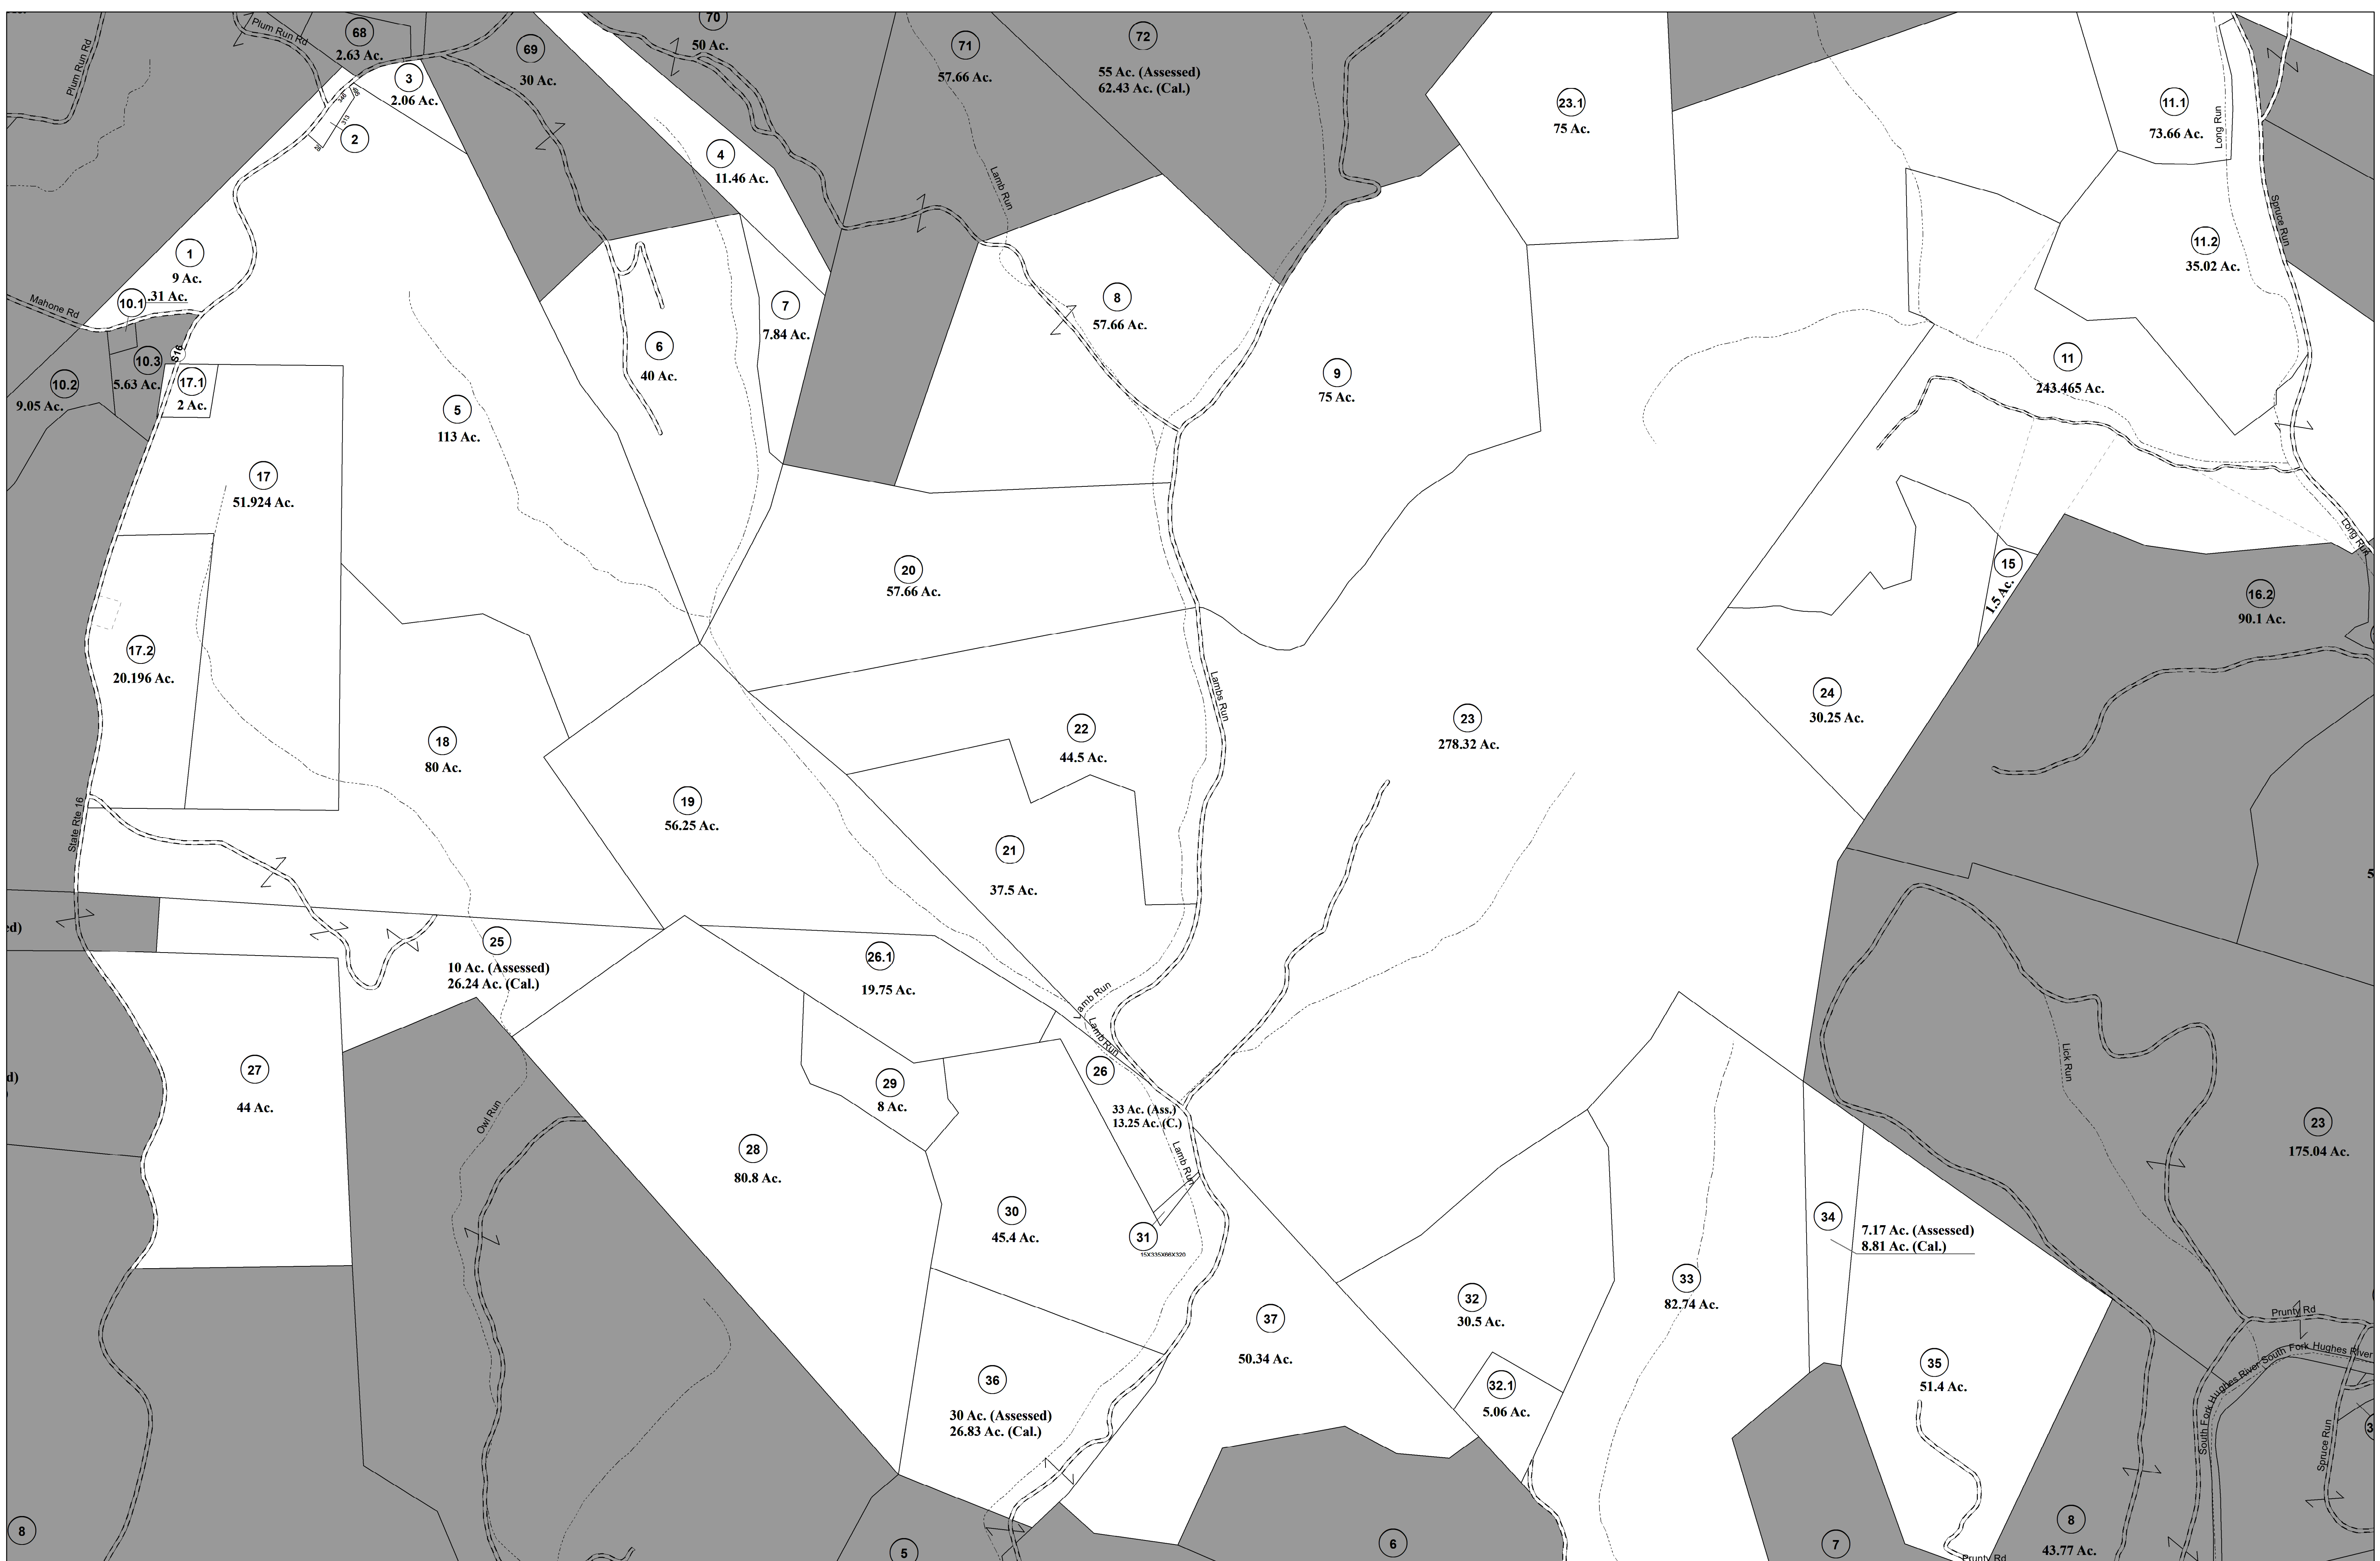 Plum Run Rd
Plum Run Rd
68
2.63 Ac.
69
30 Ac.
70
50 Ac.
71
57.66 Ac.
72
55 Ac. (Assessed)
62.43 Ac. (Cal.)
3
2.06 Ac.
2
313
4
11.46 Ac.
23.1
75 Ac.
11.1
73.66 Ac.
Long Run
Spruce Run
11.2
35.02 Ac.
Lamb Run
1
9 Ac.
10.1
.31 Ac.
Mahone Rd
S16
10.3
5.63 Ac.
10.2
9.05 Ac.
17.1
2 Ac.
5
113 Ac.
6
40 Ac.
7
7.84 Ac.
8
57.66 Ac.
9
75 Ac.
11
243.465 Ac.
17
51.924 Ac.
Long Run
20
57.66 Ac.
15
1.5 Ac.
16.2
90.1 Ac.
17.2
20.196 Ac.
18
80 Ac.
19
56.25 Ac.
22
44.5 Ac.
Lambs Run
23
278.32 Ac.
24
30.25 Ac.
State Rte 16
21
37.5 Ac.
5
ed)
25
10 Ac. (Assessed)
26.24 Ac. (Cal.)
26.1
19.75 Ac.
Lamb Run
Lamb Run
26
33 Ac. (Ass.)
13.25 Ac. (C.)
Lamb Run
d)
27
44 Ac.
Owl Run
29
8 Ac.
28
80.8 Ac.
30
45.4 Ac.
31
15X335X66X320
Lick Run
23
175.04 Ac.
34
7.17 Ac. (Assessed)
8.81 Ac. (Cal.)
33
82.74 Ac.
32
30.5 Ac.
37
50.34 Ac.
32.1
5.06 Ac.
36
30 Ac. (Assessed)
26.83 Ac. (Cal.)
35
51.4 Ac.
Prunty Rd
South Fork Hughes River
South Fork Hughes River
Spruce Run
3
8
5
6
7
8
43.77 Ac.
Prunty Rd